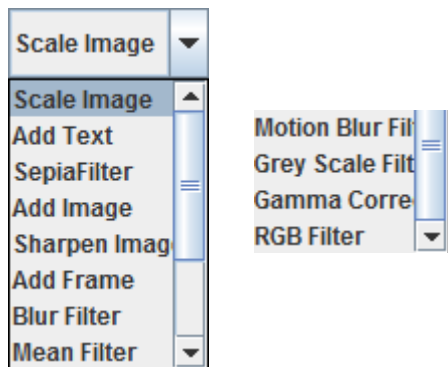 Scale Image
Scale Image
Add Text
SepiaFilter
Add Image
Sharpen Imag
Add Frame
Blur Filter
Mean Filter
Motion Blur Filt
Grey Scale Filt
Gamma Corre
RGB Filter